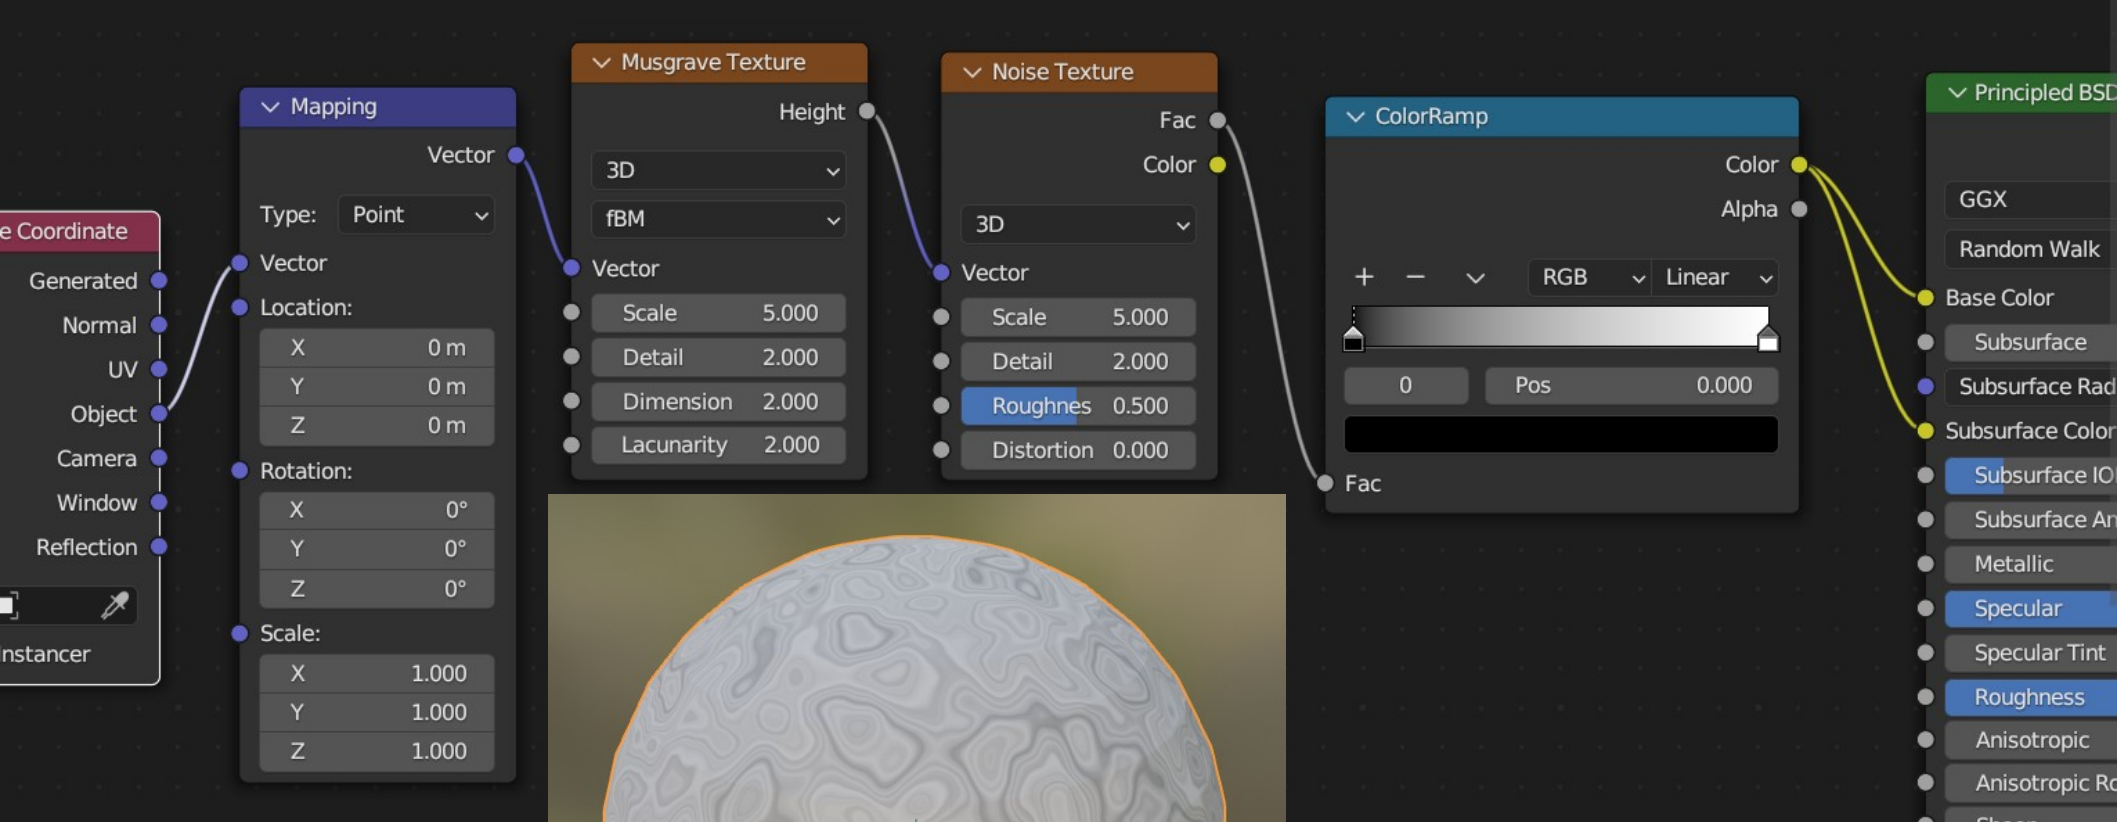 e Coordinate
Generated
Normal
UV
Object
Camera
Window
Reflection
nstancer
Mapping
Vector
Type: Point
Vector
Location:
X 0 m
Y 0 m
Z 0 m
Rotation:
X 0°
Y 0°
Z 0°
Scale:
X 1.000
Y 1.000
Z 1.000
Musgrave Texture
Height
3D
fBM
Vector
Scale 5.000
Detail 2.000
Dimension 2.000
Lacunarity 2.000
Noise Texture
Fac
Color
3D
Vector
Scale 5.000
Detail 2.000
Roughnes 0.500
Distortion 0.000
ColorRamp
Color
Alpha
+ − RGB Linear
0 Pos 0.000
Fac
Principled BSD
GGX
Random Walk
Base Color
Subsurface
Subsurface Rad
Subsurface Color
Subsurface IO
Subsurface An
Metallic
Specular
Specular Tint
Roughness
Anisotropic
Anisotropic Ro